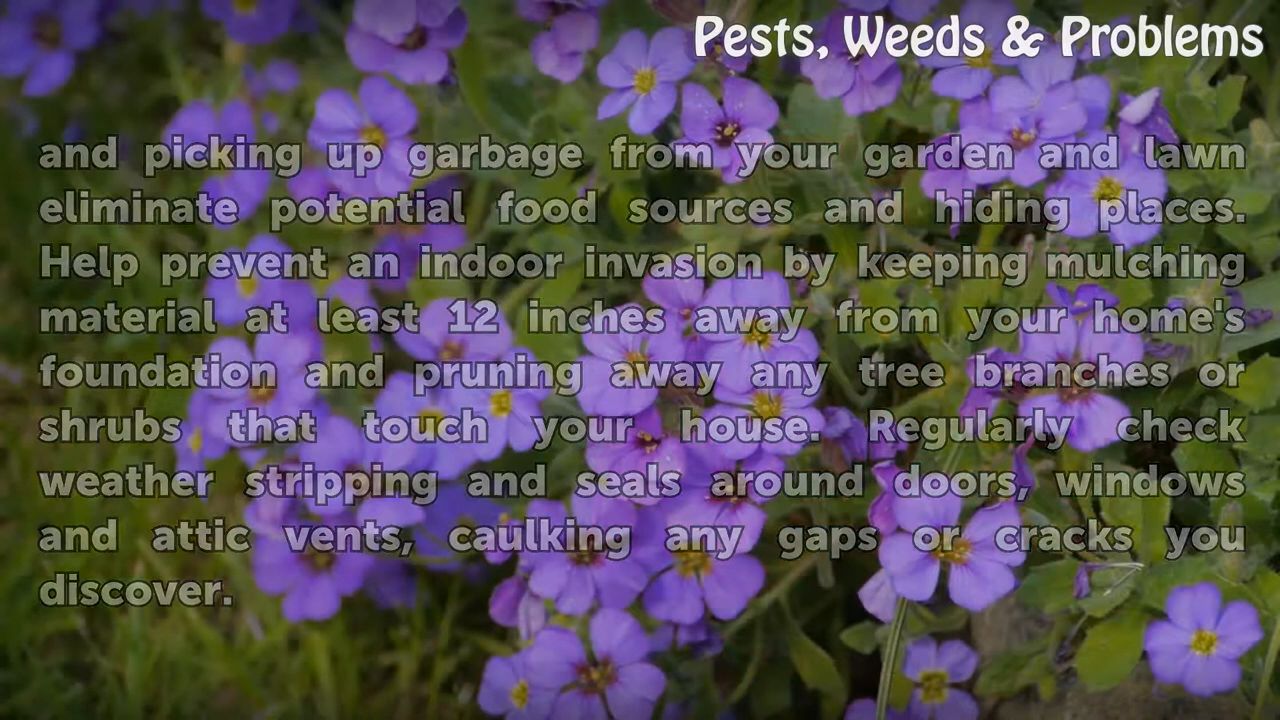 Pests, Weeds & Problems
and picking up garbage from your garden and lawn
eliminate potential food sources and hiding places.
Help prevent an indoor invasion by keeping mulching
material at least 12 inches away from your home's
foundation and pruning away any tree branches or
shrubs that touch your house. Regularly check
weather stripping and seals around doors, windows
and attic vents, caulking any gaps or cracks you
discover.